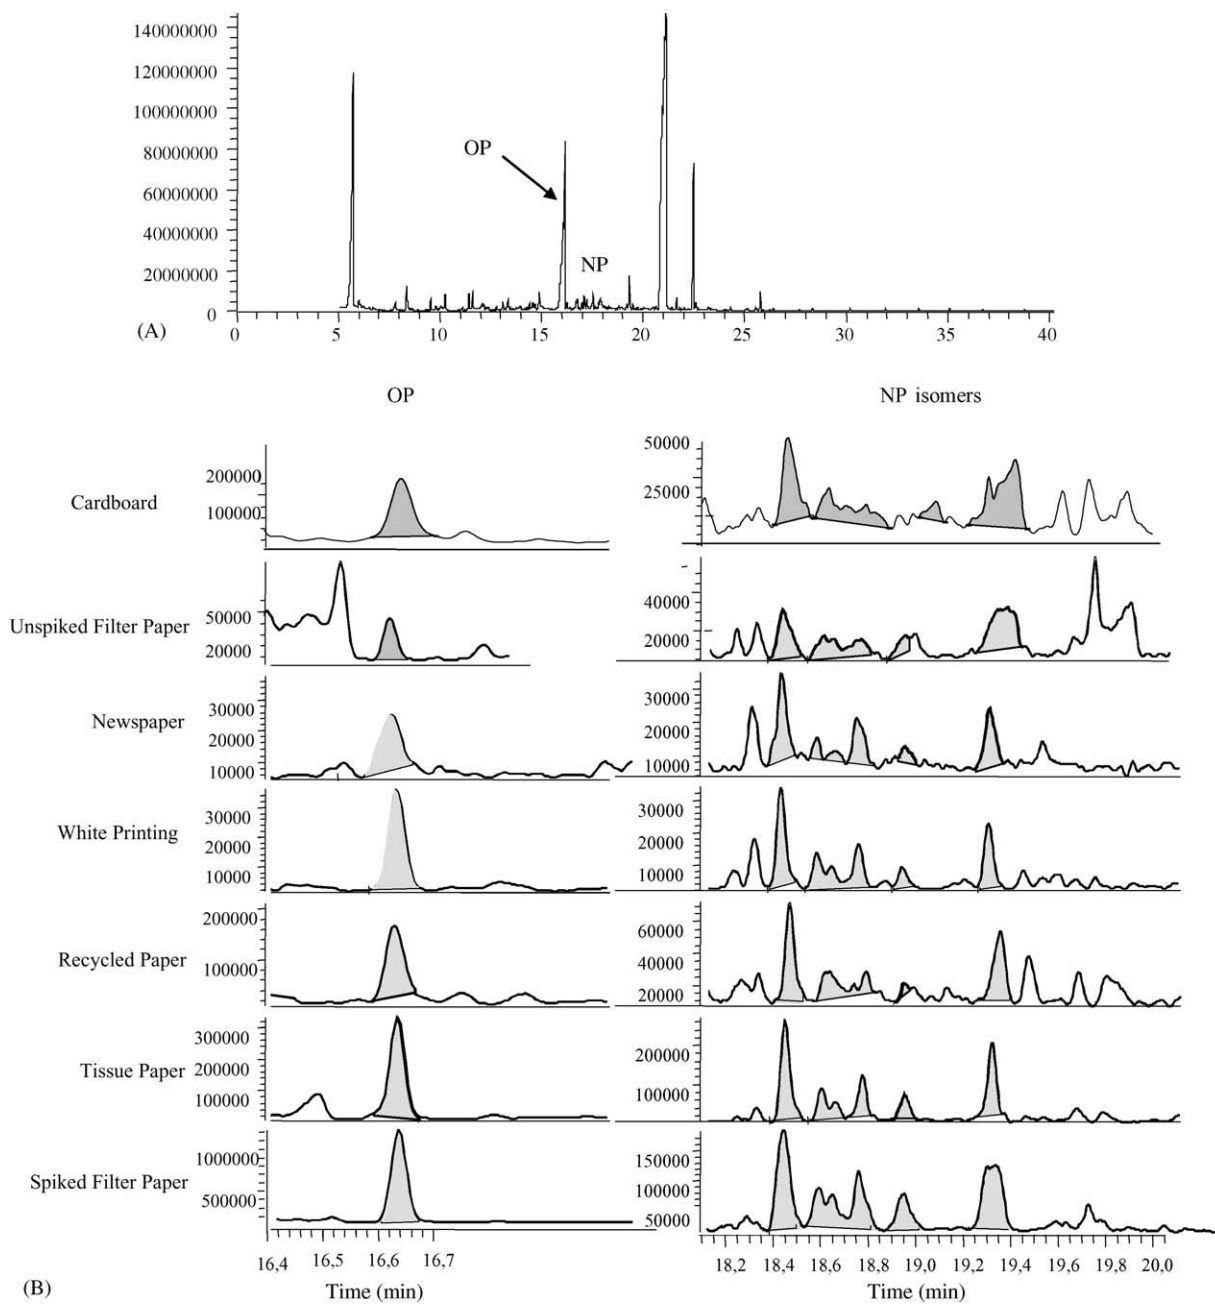 140000000
120000000
100000000
80000000
60000000
40000000
20000000
0
OP
NP
0 5 10 15 20 25 30 35 40
(A)
OP NP isomers
Cardboard
200000
100000
50000
25000
Unspiked Filter Paper
50000
20000
40000
20000
Newspaper
30000
20000
10000
30000
20000
10000
White Printing
30000
20000
10000
30000
20000
10000
Recycled Paper
200000
100000
60000
40000
20000
Tissue Paper
300000
200000
100000
200000
100000
Spiked Filter Paper
1000000
500000
150000
100000
50000
16,4 16,5 16,6 16,7
18,2 18,4 18,6 18,8 19,0 19,2 19,4 19,6 19,8 20,0
(B) Time (min) Time (min)